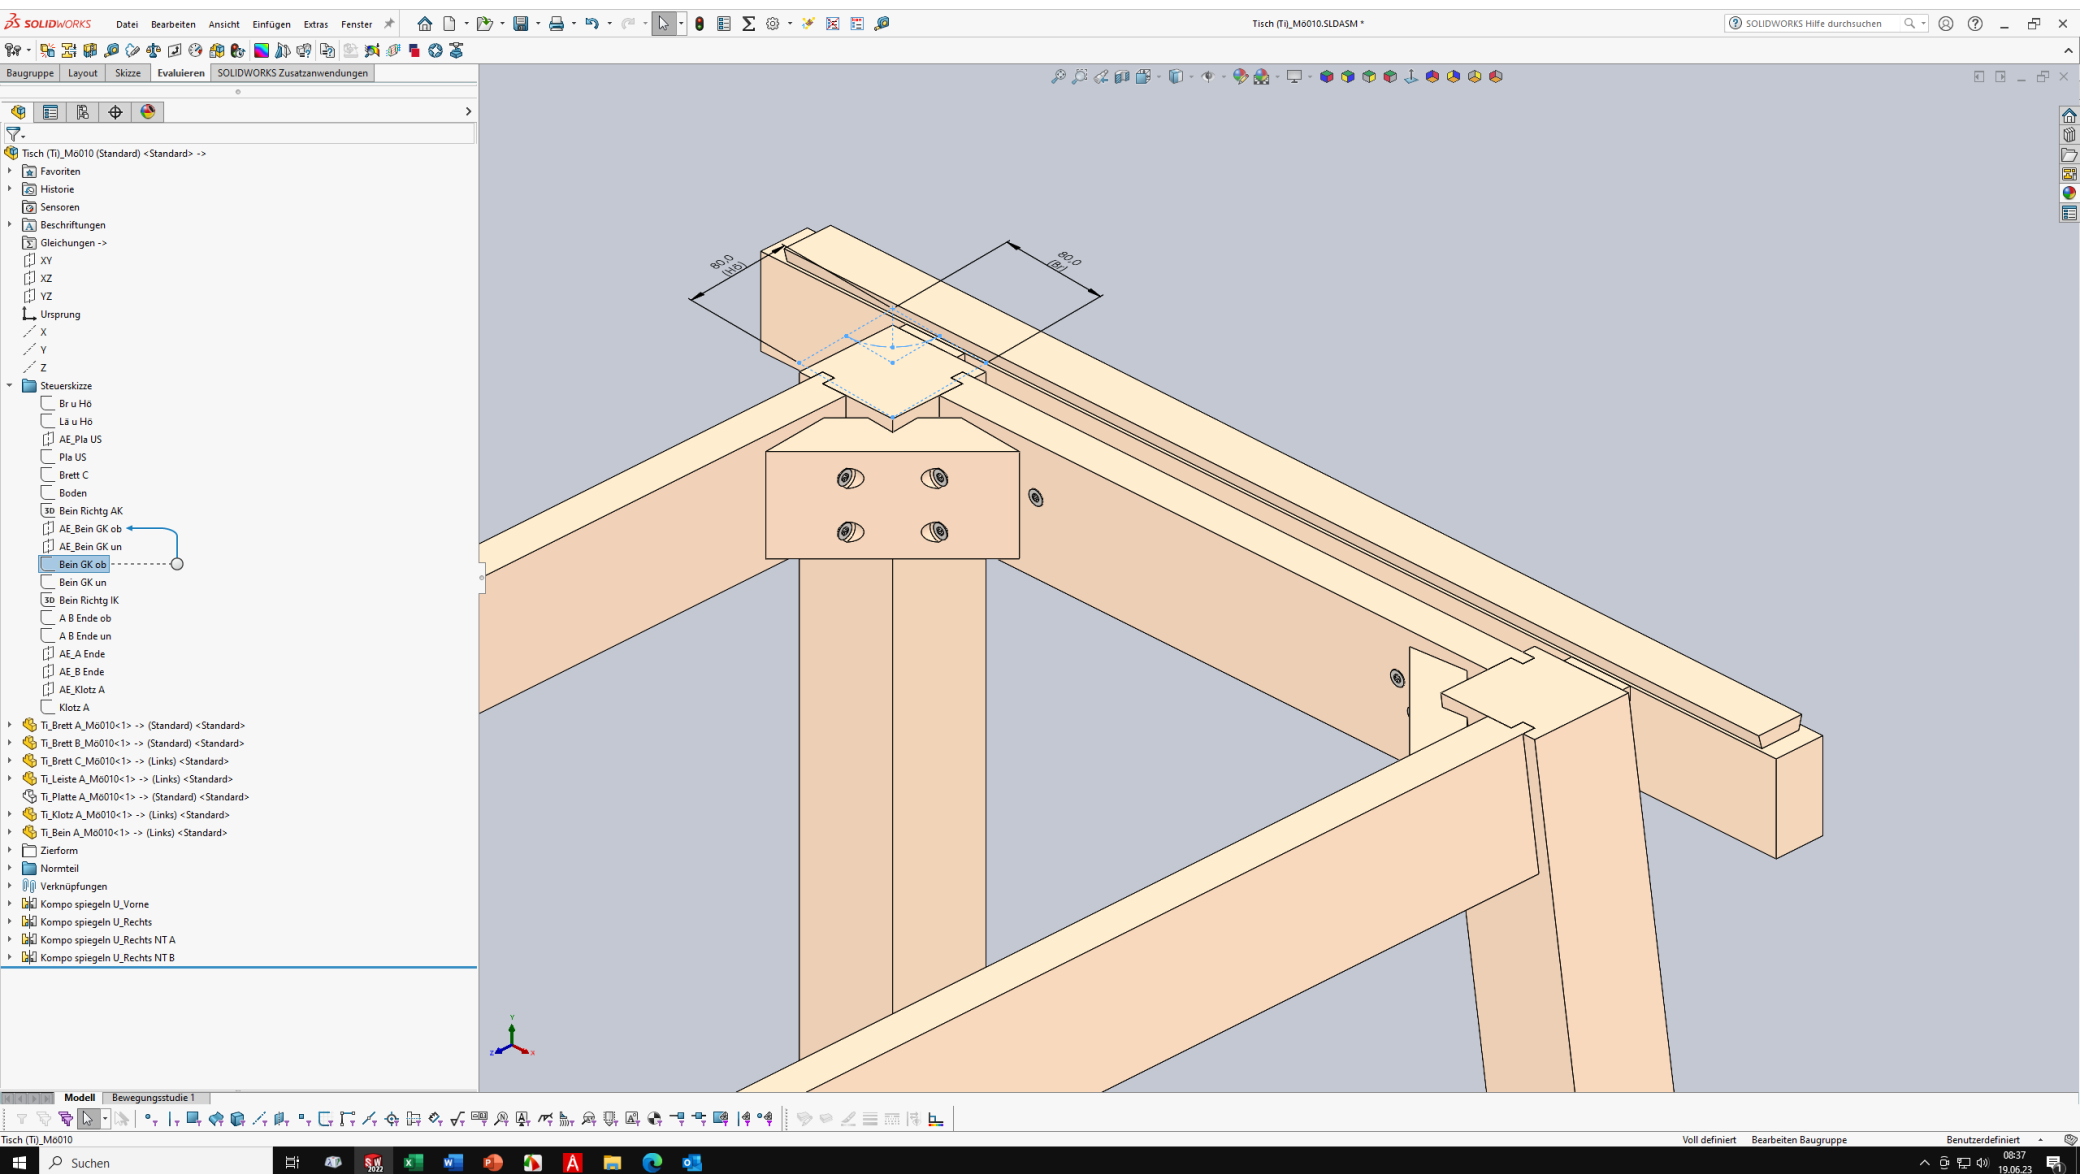 SOLIDWORKS Datei Bearbeiten Ansicht Einfügen Extras Fenster Tisch (Ti)_Mö010.SLDASM * SOLIDWORKS Hilfe durchsuchen
Baugruppe Layout Skizze Evaluieren SOLIDWORKS Zusatzanwendungen
Tisch (Ti)_Mö010 (Standard) <Standard> ->
Favoriten
Historie
Sensoren
Beschriftungen
Gleichungen ->
XY
XZ
YZ
Ursprung
X
Y
Z
Steuerskizze
Br u Hö
Lä u Hö
AE_Pla US
Pla US
Brett C
Boden
3D Bein Richtg AK
AE_Bein GK ob
AE_Bein GK un
Bein GK ob
Bein GK un
3D Bein Richtg IK
A B Ende ob
A B Ende un
AE_A Ende
AE_B Ende
AE_Klotz A
Klotz A
Ti_Brett A_Mö010<1> -> (Standard) <Standard>
Ti_Brett B_Mö010<1> -> (Standard) <Standard>
Ti_Brett C_Mö010<1> -> (Links) <Standard>
Ti_Leiste A_Mö010<1> -> (Links) <Standard>
Ti_Platte A_Mö010<1> -> (Standard) <Standard>
Ti_Klotz A_Mö010<1> -> (Links) <Standard>
Ti_Bein A_Mö010<1> -> (Links) <Standard>
Zierform
Normteil
Verknüpfungen
Kompo spiegeln U_Vorne
Kompo spiegeln U_Rechts
Kompo spiegeln U_Rechts NT A
Kompo spiegeln U_Rechts NT B
80,0
(Hö)
80,0
(Br)
Y
Z
X
Modell Bewegungsstudie 1
Tisch (Ti)_Mö010 Voll definiert Bearbeiten Baugruppe Benutzerdefiniert
Suchen
SW
2022
08:37
19.06.23
1